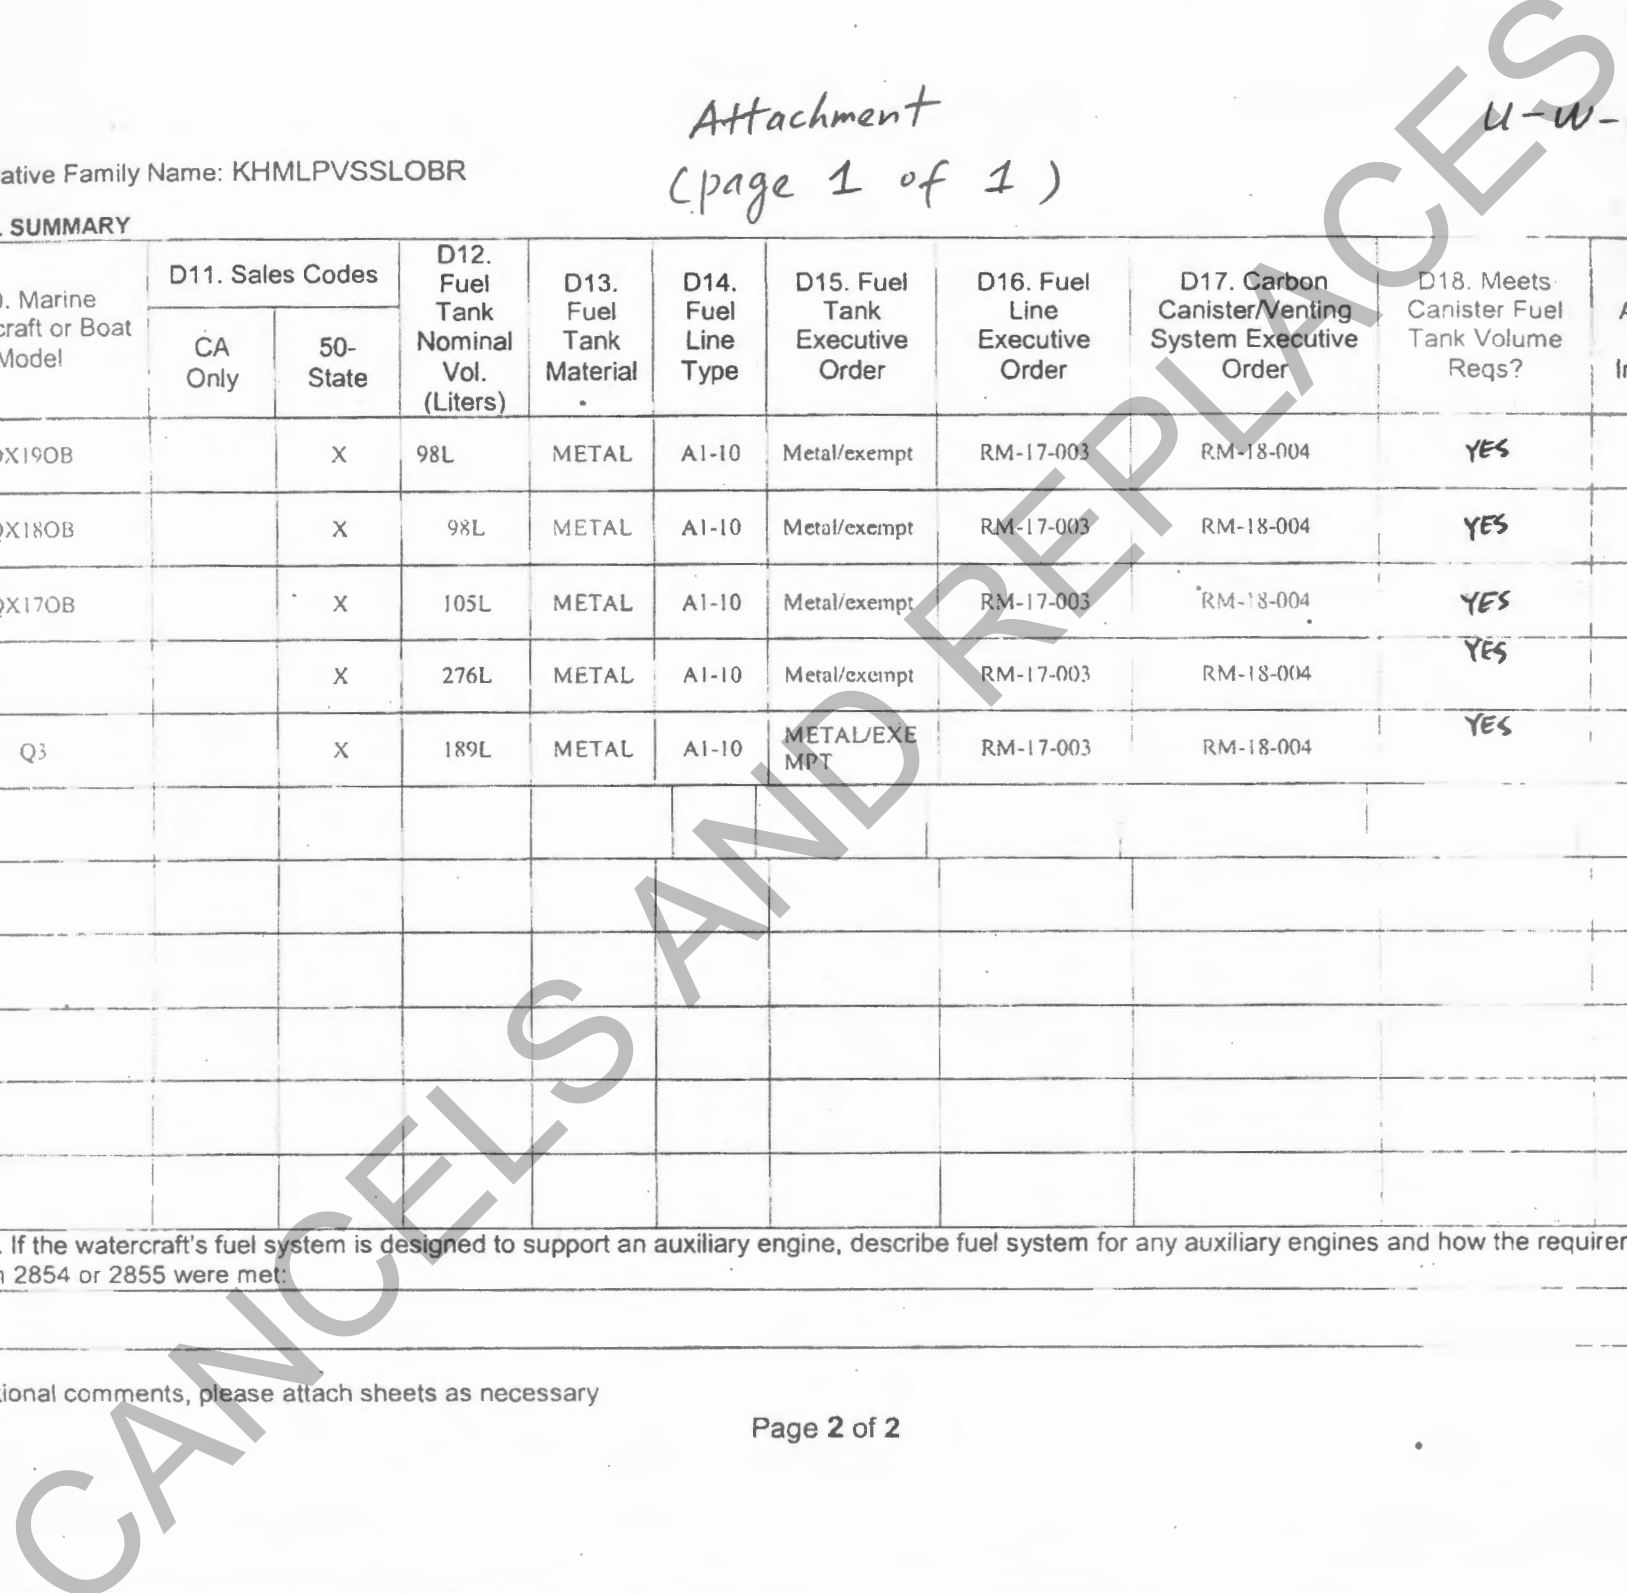 Attachment
U-W-
(page 1 of 1)
ative Family Name: KHMLPVSSLOBR
. SUMMARY
). Marine
craft or Boat
Model
D11. Sales Codes
CA
Only
50-
State
D12.
Fuel
Tank
Nominal
Vol.
(Liters)
D13.
Fuel
Tank
Material
D14.
Fuel
Line
Type
D15. Fuel
Tank
Executive
Order
D16. Fuel
Line
Executive
Order
D17. Carbon
Canister/Venting
System Executive
Order
D18. Meets
Canister Fuel
Tank Volume
Reqs?
A
In
QX19OB X 98L METAL A1-10 Metal/exempt RM-17-003 RM-18-004 YES
QX18OB X 98L METAL A1-10 Metal/exempt RM-17-003 RM-18-004 YES
QX17OB X 105L METAL A1-10 Metal/exempt RM-17-003 RM-18-004 YES
X 276L METAL A1-10 Metal/exempt RM-17-003 RM-18-004 YES
Q3 X 189L METAL A1-10 METAL/EXE RM-17-003 RM-18-004 YES
MPT
. If the watercraft's fuel system is designed to support an auxiliary engine, describe fuel system for any auxiliary engines and how the requirer
n 2854 or 2855 were met:
tional comments, please attach sheets as necessary
Page 2 of 2
CANCELS AND REPLACES